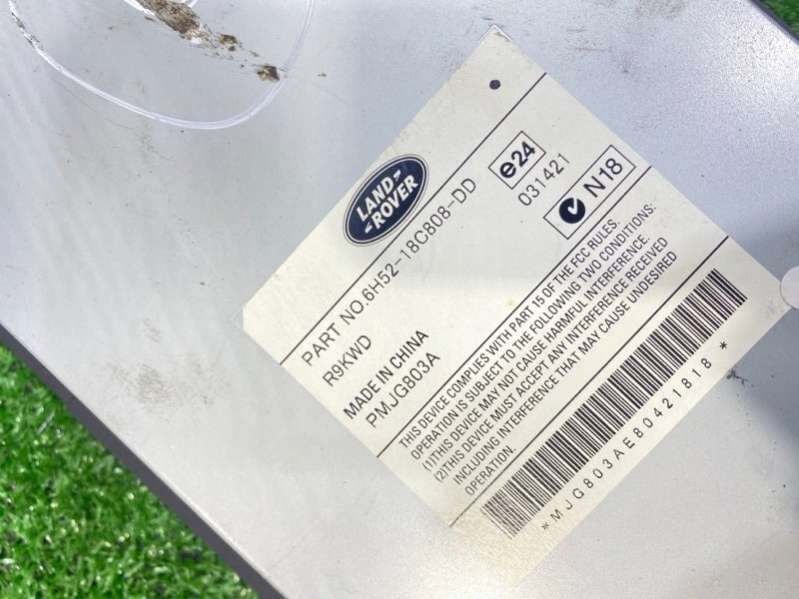 LAND-
-ROVER
PART NO.6H52-18C808-DD
R9KWD
MADE IN CHINA
PMJG803A
e24
031421
N18
THIS DEVICE COMPLIES WITH PART 15 OF THE FCC RULES.
OPERATION IS SUBJECT TO THE FOLLOWING TWO CONDITIONS:
(1)THIS DEVICE MAY NOT CAUSE HARMFUL INTERFERENCE.
(2)THIS DEVICE MUST ACCEPT ANY INTERFERENCE RECEIVED
INCLUDING INTERFERENCE THAT MAY CAUSE UNDESIRED
OPERATION.
*MJG803AE80421818*